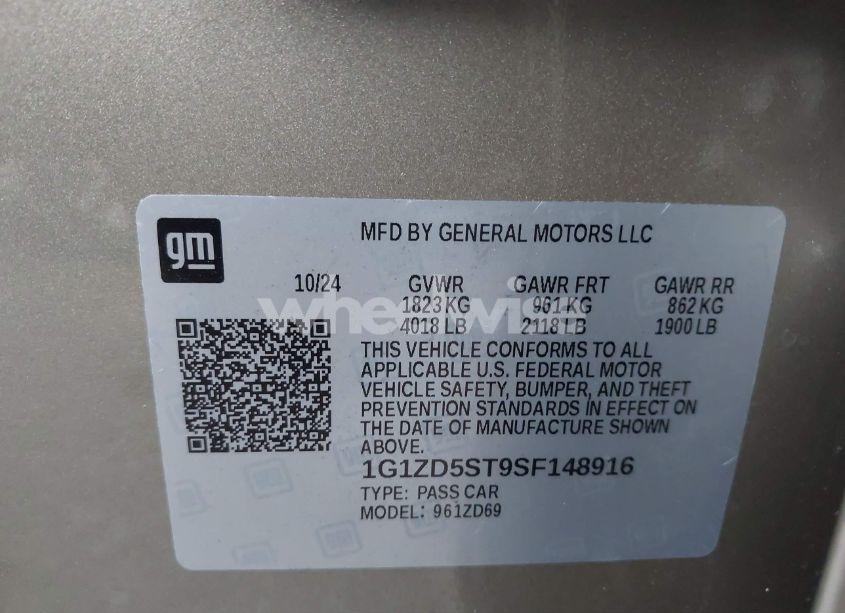 gm
MFD BY GENERAL MOTORS LLC
10/24 GVWR GAWR FRT GAWR RR
1823 KG 961 KG 862 KG
4018 LB 2118 LB 1900 LB
wheelwise
THIS VEHICLE CONFORMS TO ALL
APPLICABLE U.S. FEDERAL MOTOR
VEHICLE SAFETY, BUMPER, AND THEFT
PREVENTION STANDARDS IN EFFECT ON
THE DATE OF MANUFACTURE SHOWN
ABOVE.
1G1ZD5ST9SF148916
TYPE: PASS CAR
MODEL: 961ZD69